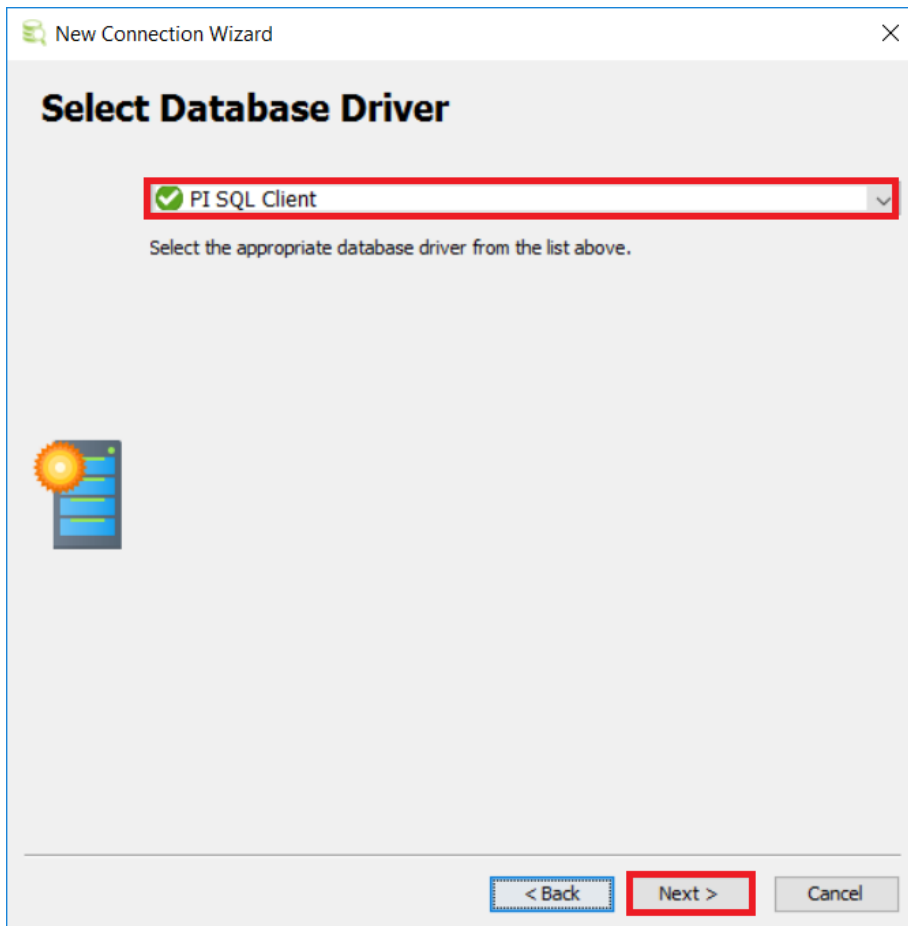 New Connection Wizard
Select Database Driver
PI SQL Client
Select the appropriate database driver from the list above.
< Back
Next >
Cancel